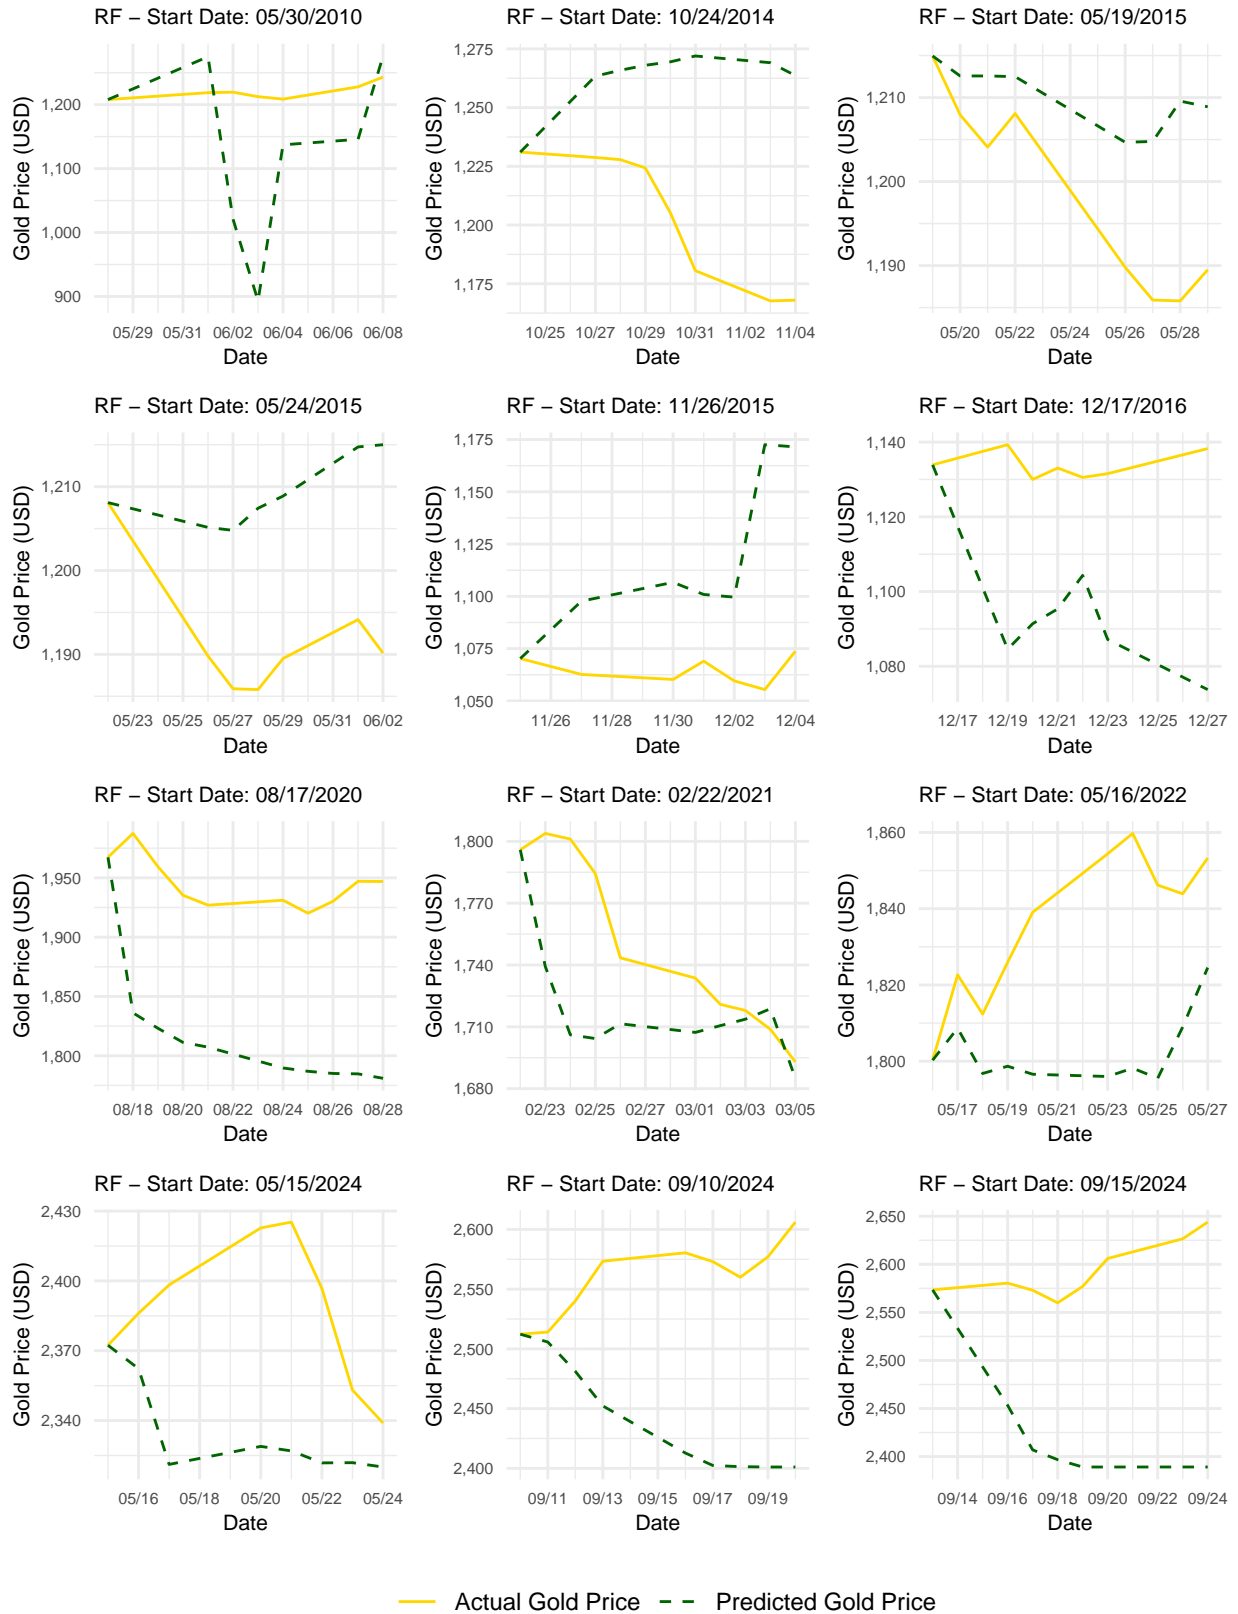 RF – Start Date: 05/30/2010
Gold Price (USD)
1,200
1,100
1,000
900
05/29 05/31 06/02 06/04 06/06 06/08
Date
RF – Start Date: 10/24/2014
Gold Price (USD)
1,275
1,250
1,225
1,200
1,175
10/25 10/27 10/29 10/31 11/02 11/04
Date
RF – Start Date: 05/19/2015
Gold Price (USD)
1,210
1,200
1,190
05/20 05/22 05/24 05/26 05/28
Date
RF – Start Date: 05/24/2015
Gold Price (USD)
1,210
1,200
1,190
05/23 05/25 05/27 05/29 05/31 06/02
Date
RF – Start Date: 11/26/2015
Gold Price (USD)
1,175
1,150
1,125
1,100
1,075
1,050
11/26 11/28 11/30 12/02 12/04
Date
RF – Start Date: 12/17/2016
Gold Price (USD)
1,140
1,120
1,100
1,080
12/17 12/19 12/21 12/23 12/25 12/27
Date
RF – Start Date: 08/17/2020
Gold Price (USD)
1,950
1,900
1,850
1,800
08/18 08/20 08/22 08/24 08/26 08/28
Date
RF – Start Date: 02/22/2021
Gold Price (USD)
1,800
1,770
1,740
1,710
1,680
02/23 02/25 02/27 03/01 03/03 03/05
Date
RF – Start Date: 05/16/2022
Gold Price (USD)
1,860
1,840
1,820
1,800
05/17 05/19 05/21 05/23 05/25 05/27
Date
RF – Start Date: 05/15/2024
Gold Price (USD)
2,430
2,400
2,370
2,340
05/16 05/18 05/20 05/22 05/24
Date
RF – Start Date: 09/10/2024
Gold Price (USD)
2,600
2,550
2,500
2,450
2,400
09/11 09/13 09/15 09/17 09/19
Date
RF – Start Date: 09/15/2024
Gold Price (USD)
2,650
2,600
2,550
2,500
2,450
2,400
09/14 09/16 09/18 09/20 09/22 09/24
Date
Actual Gold Price Predicted Gold Price